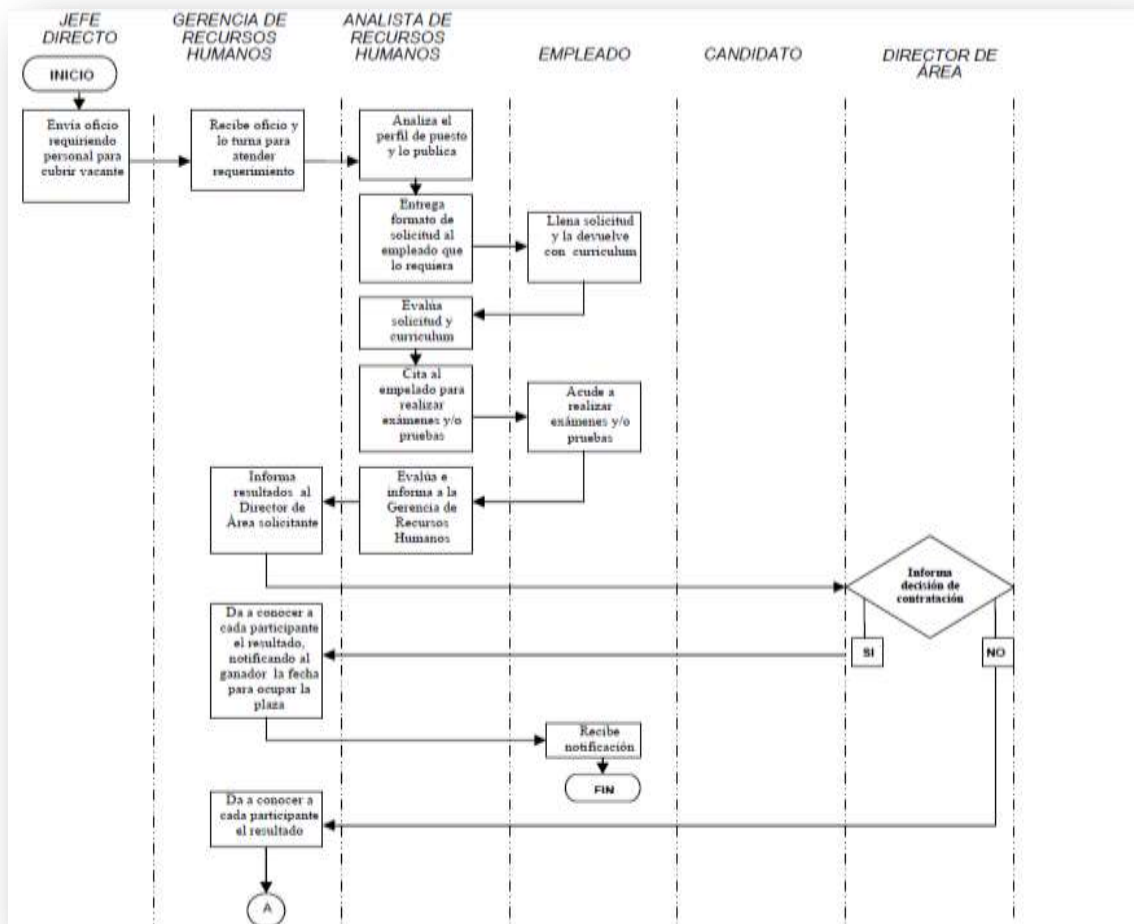 JEFE
DIRECTO
GERENCIA DE
RECURSOS
HUMANOS
ANALISTA DE
RECURSOS
HUMANOS
EMPLEADO
CANDIDATO
DIRECTOR DE
ÁREA
INICIO
Envía oficio
requiriendo
personal para
cubrir vacante
Recibe oficio y
lo turna para
atender
requerimiento
Analiza el
perfil de puesto
y lo publica
Entrega
formato de
solicitud al
empleado que
lo requiera
Llena solicitud
y la devuelve
con curriculum
Evalúa
solicitud y
curriculum
Cita al
empelado para
realizar
exámenes y/o
pruebas
Acude a
realizar
exámenes y/o
pruebas
Informa
resultados al
Director de
Área solicitante
Evalúa e
informa a la
Gerencia de
Recursos
Humanos
Informa
decisión de
contratación
SI
NO
Da a conocer a
cada participante
el resultado,
notificando al
ganador la fecha
para ocupar la
plaza
Recibe
notificación
FIN
Da a conocer a
cada participante
el resultado
A